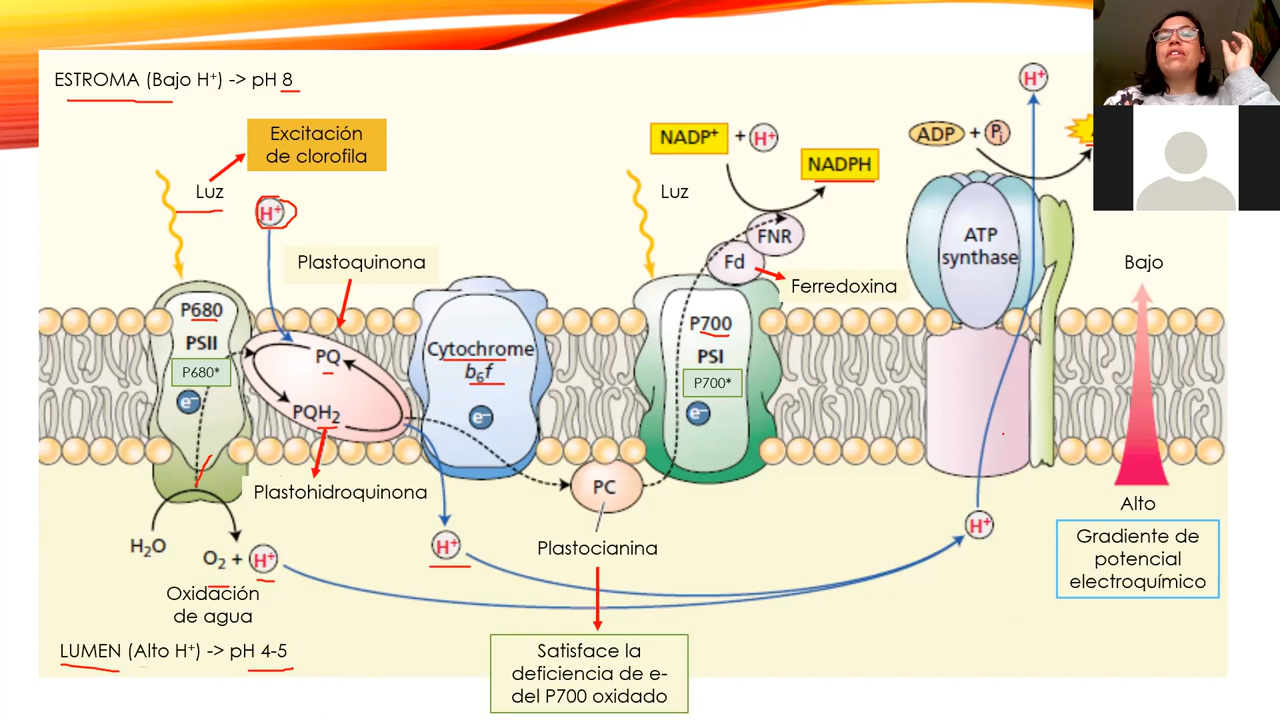 ESTROMA (Bajo H⁺) -> pH 8
Excitación
de clorofila
Luz
H⁺
Plastoquinona
P680
PSII
P680*
e⁻
PQ
PQH₂
Plastohidroquinona
H₂O
O₂ + H⁺
Oxidación
de agua
LUMEN (Alto H⁺) -> pH 4-5
Cytochrome
b₆f
e⁻
H⁺
PC
Plastocianina
Satisface la
deficiencia de e-
del P700 oxidado
Luz
NADP⁺ + H⁺
NADPH
FNR
Fd
Ferredoxina
P700
PSI
P700*
e⁻
ADP + Pᵢ
H⁺
ATP
synthase
H⁺
Bajo
Alto
Gradiente de
potencial
electroquímico